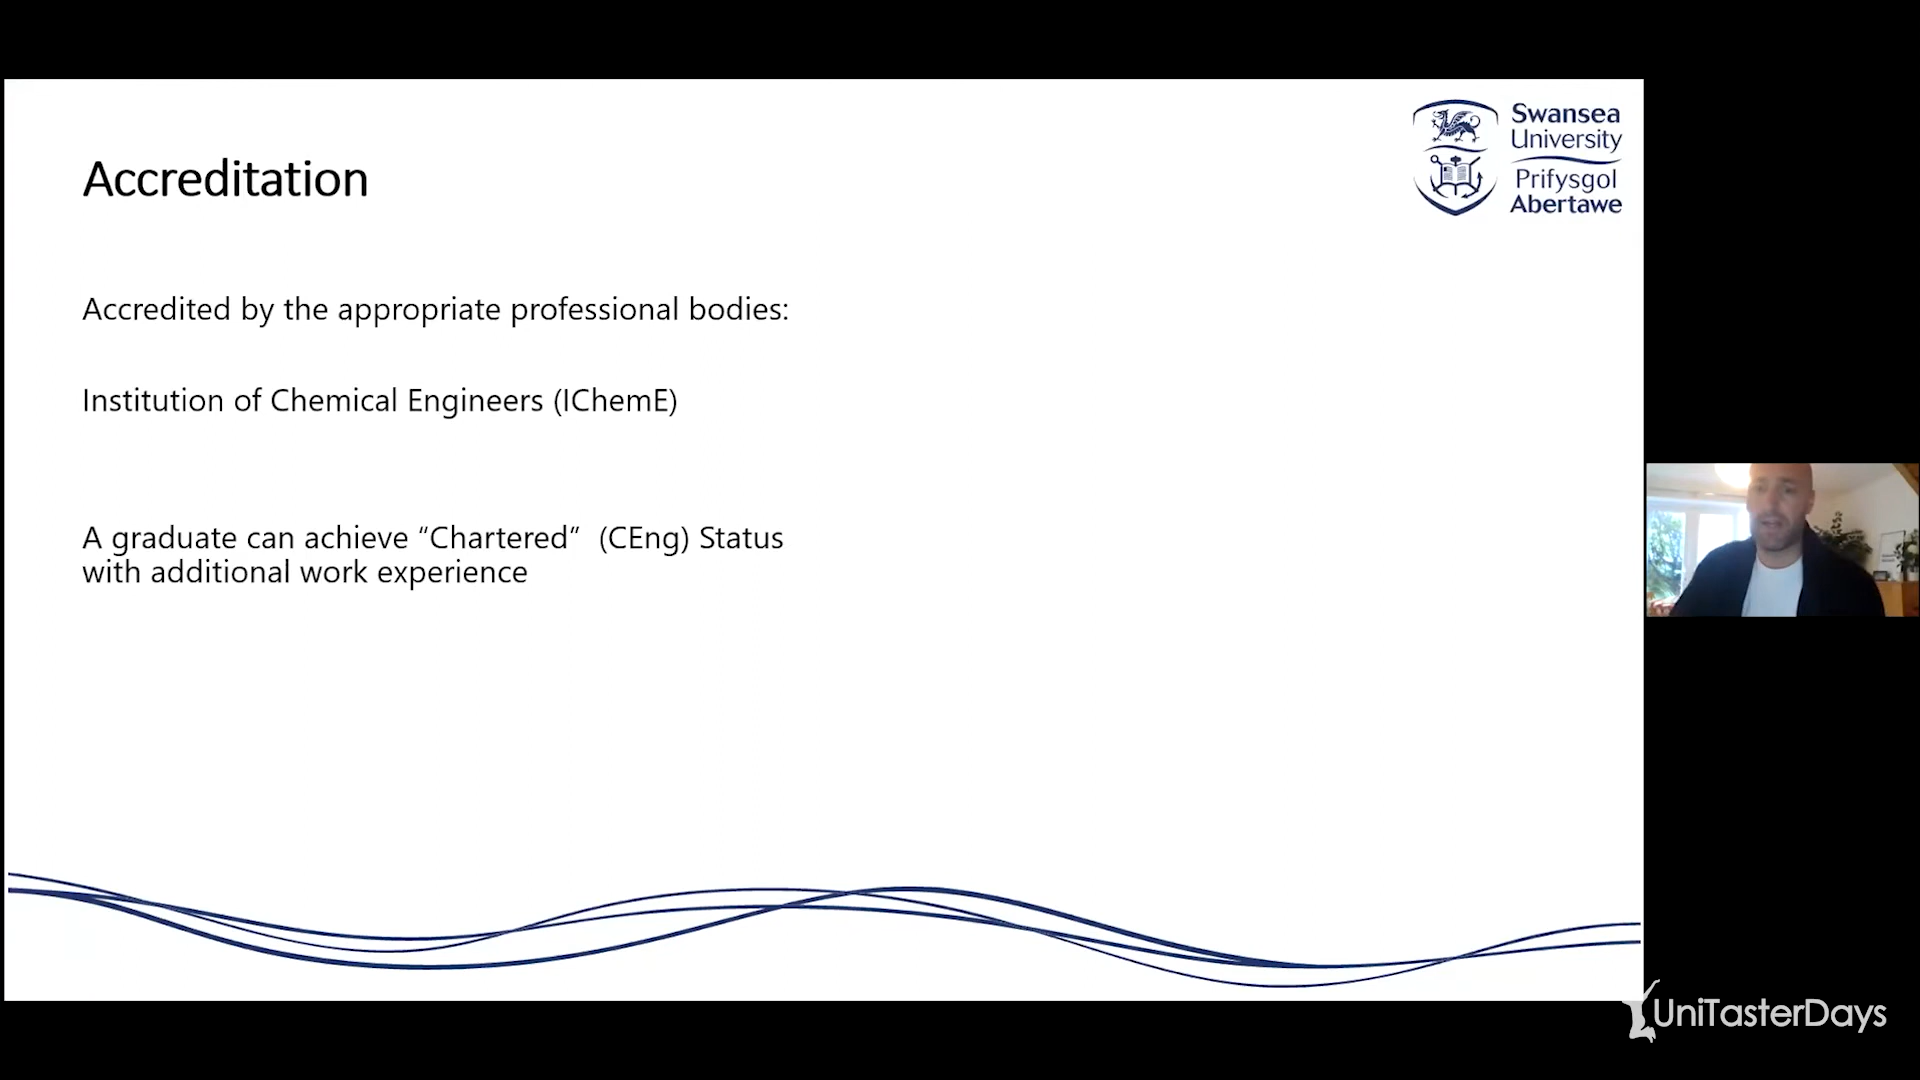 Accreditation
Swansea
University
Prifysgol
Abertawe
Accredited by the appropriate professional bodies:
Institution of Chemical Engineers (IChemE)
A graduate can achieve “Chartered” (CEng) Status
with additional work experience
UniTasterDays